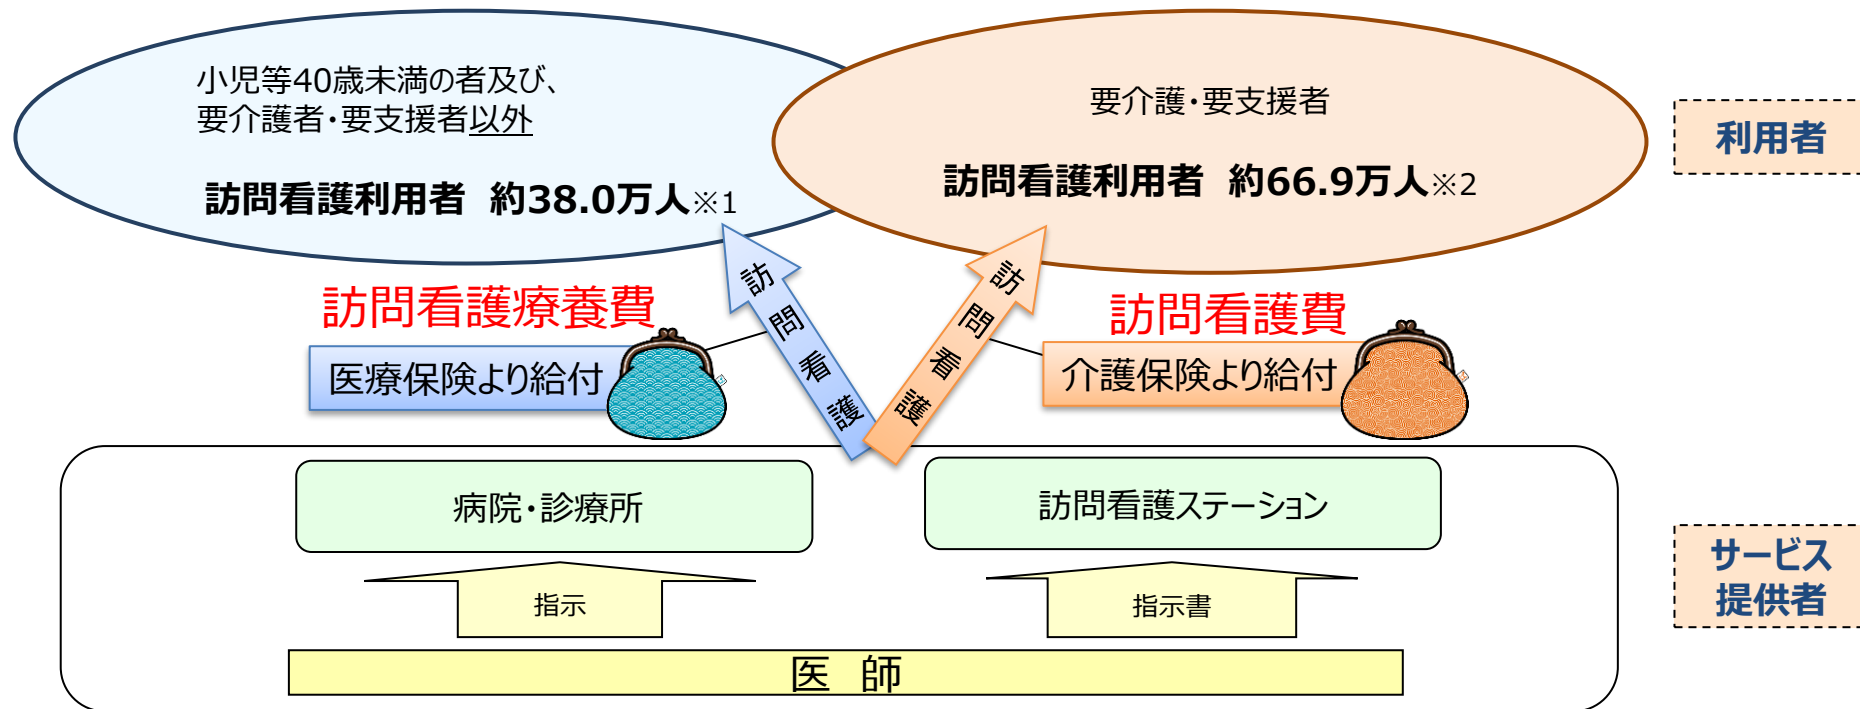 小児等40歳未満の者及び、
要介護者・要支援者以外
訪問看護利用者 約38.0万人※1
要介護・要支援者
訪問看護利用者 約66.9万人※2
利用者
訪問看護療養費
医療保険より給付
訪問看護
訪問看護
訪問看護費
介護保険より給付
病院・診療所
訪問看護ステーション
サービス
提供者
指示
指示書
医 師